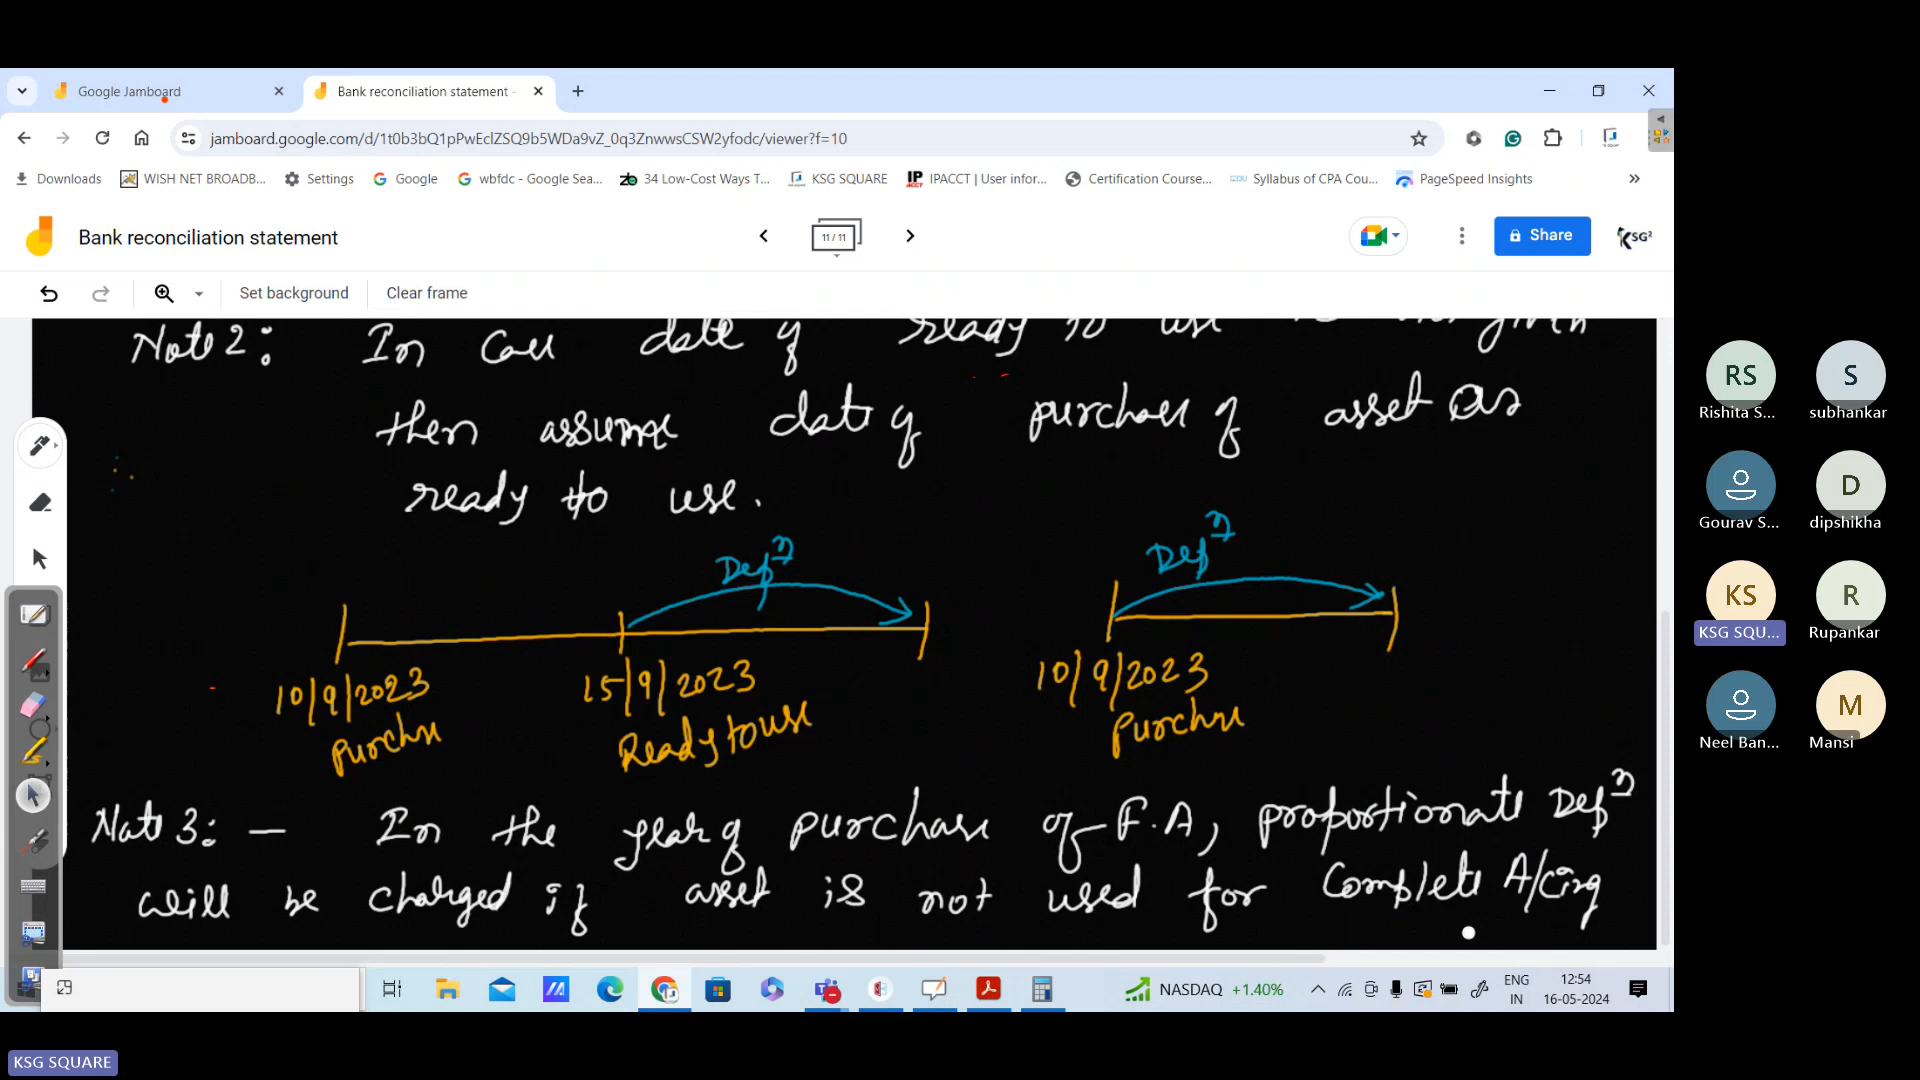 Google Jamboard
Bank reconciliation statement -
jamboard.google.com/d/1t0b3bQ1pPwEclZSQ9b5WDa9vZ_0q3ZnwwsCSW2yfodc/viewer?f=10
Downloads WISH NET BROADB... Settings Google wbfdc - Google Sea... 34 Low-Cost Ways T... KSG SQUARE IPACCT | User infor... Certification Course... Syllabus of CPA Cou... PageSpeed Insights
Bank reconciliation statement
11 / 11
Share
KSG²
Set background Clear frame
Note 2: In case date of ready to use
then assume date of purchase of asset as
ready to use.
Depⁿ
Depⁿ
10/9/2023 15/9/2023 10/9/2023
Purchse Ready to use Purchse
Note 3: — In the year of purchase of F.A, proportionate Depⁿ
will be charged if asset is not used for Complete A/cing
NASDAQ +1.40%
ENG
IN
12:54
16-05-2024
RS
Rishita S...
S
subhankar
Gourav S...
D
dipshikha
KS
KSG SQU...
R
Rupankar
Neel Ban...
M
Mansi
KSG SQUARE